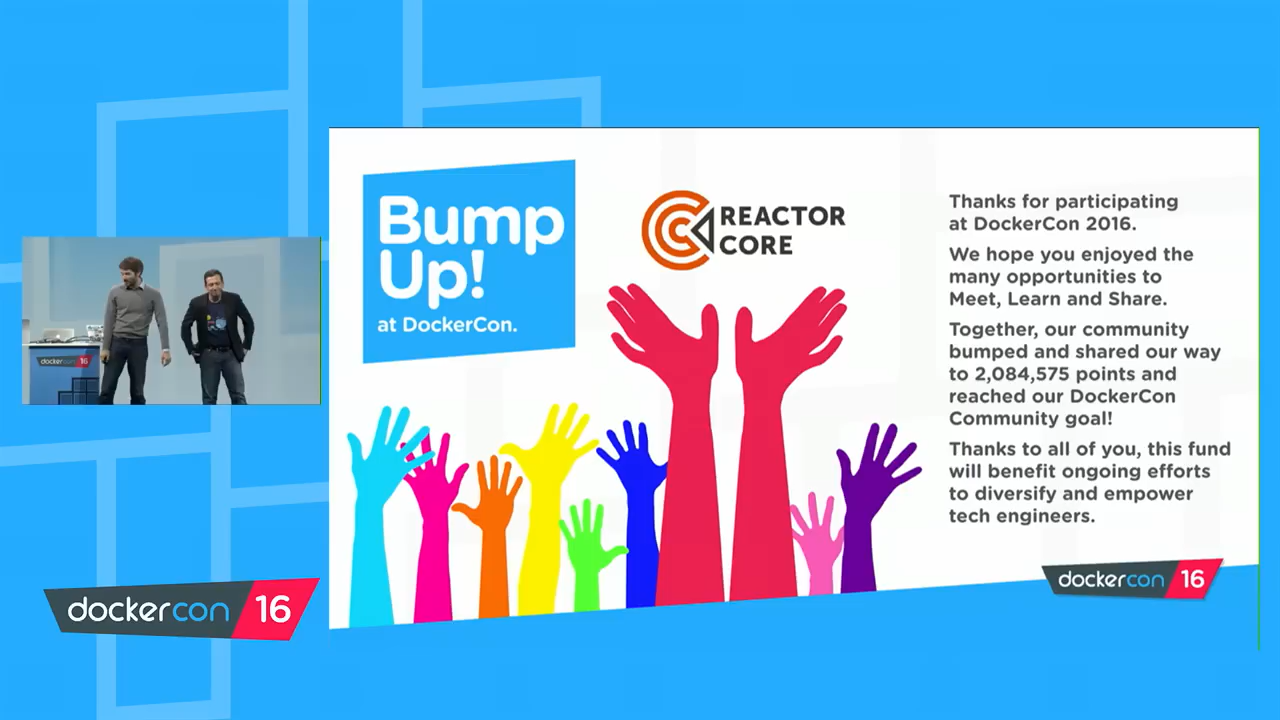 Bump
Up!
at DockerCon.
REACTOR
CORE
Thanks for participating
at DockerCon 2016.
We hope you enjoyed the
many opportunities to
Meet, Learn and Share.
Together, our community
bumped and shared our way
to 2,084,575 points and
reached our DockerCon
Community goal!
Thanks to all of you, this fund
will benefit ongoing efforts
to diversify and empower
tech engineers.
dockercon 16
dockercon 16
dockercon 16